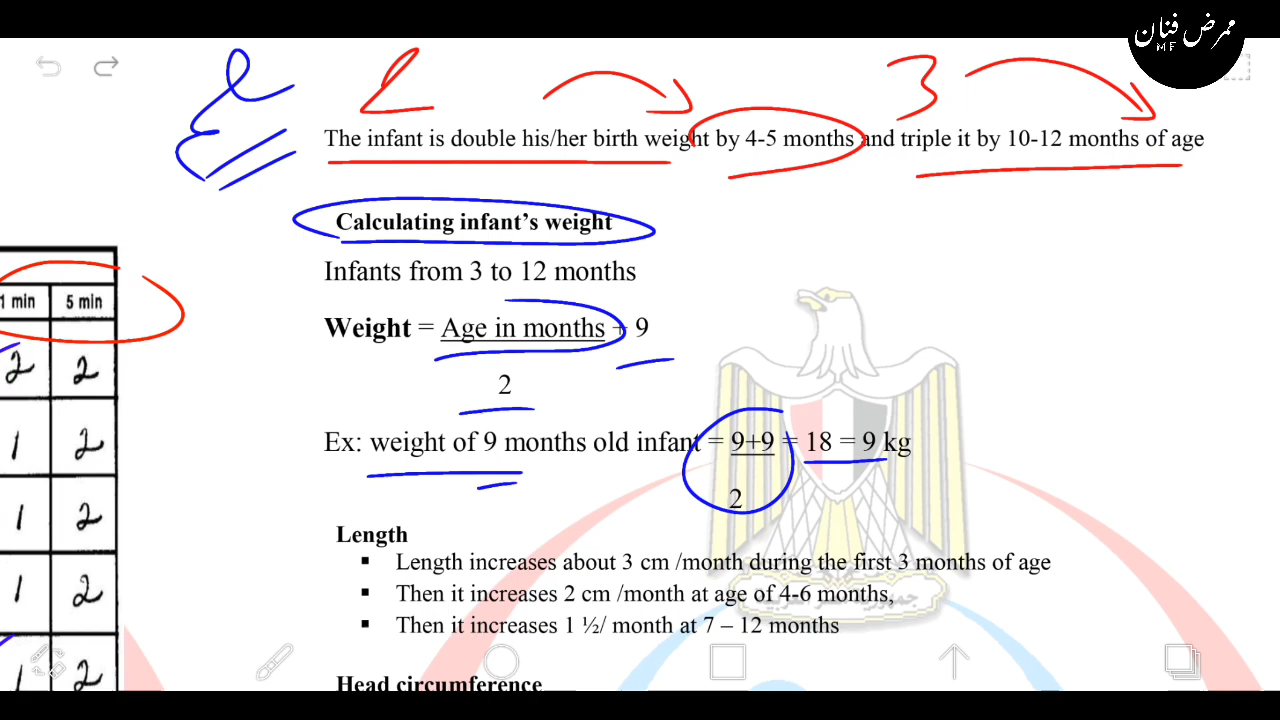 ممرض فنان
MF
2 3
The infant is double his/her birth weight by 4-5 months and triple it by 10-12 months of age
Calculating infant's weight
Infants from 3 to 12 months
Weight = Age in months + 9
2
Ex: weight of 9 months old infant = 9+9 = 18 = 9 kg
2
Length
▪ Length increases about 3 cm /month during the first 3 months of age
▪ Then it increases 2 cm /month at age of 4-6 months,
▪ Then it increases 1 ½/ month at 7 – 12 months
Head circumference
1 min 5 min
2 2
1 2
1 2
1 2
1 2